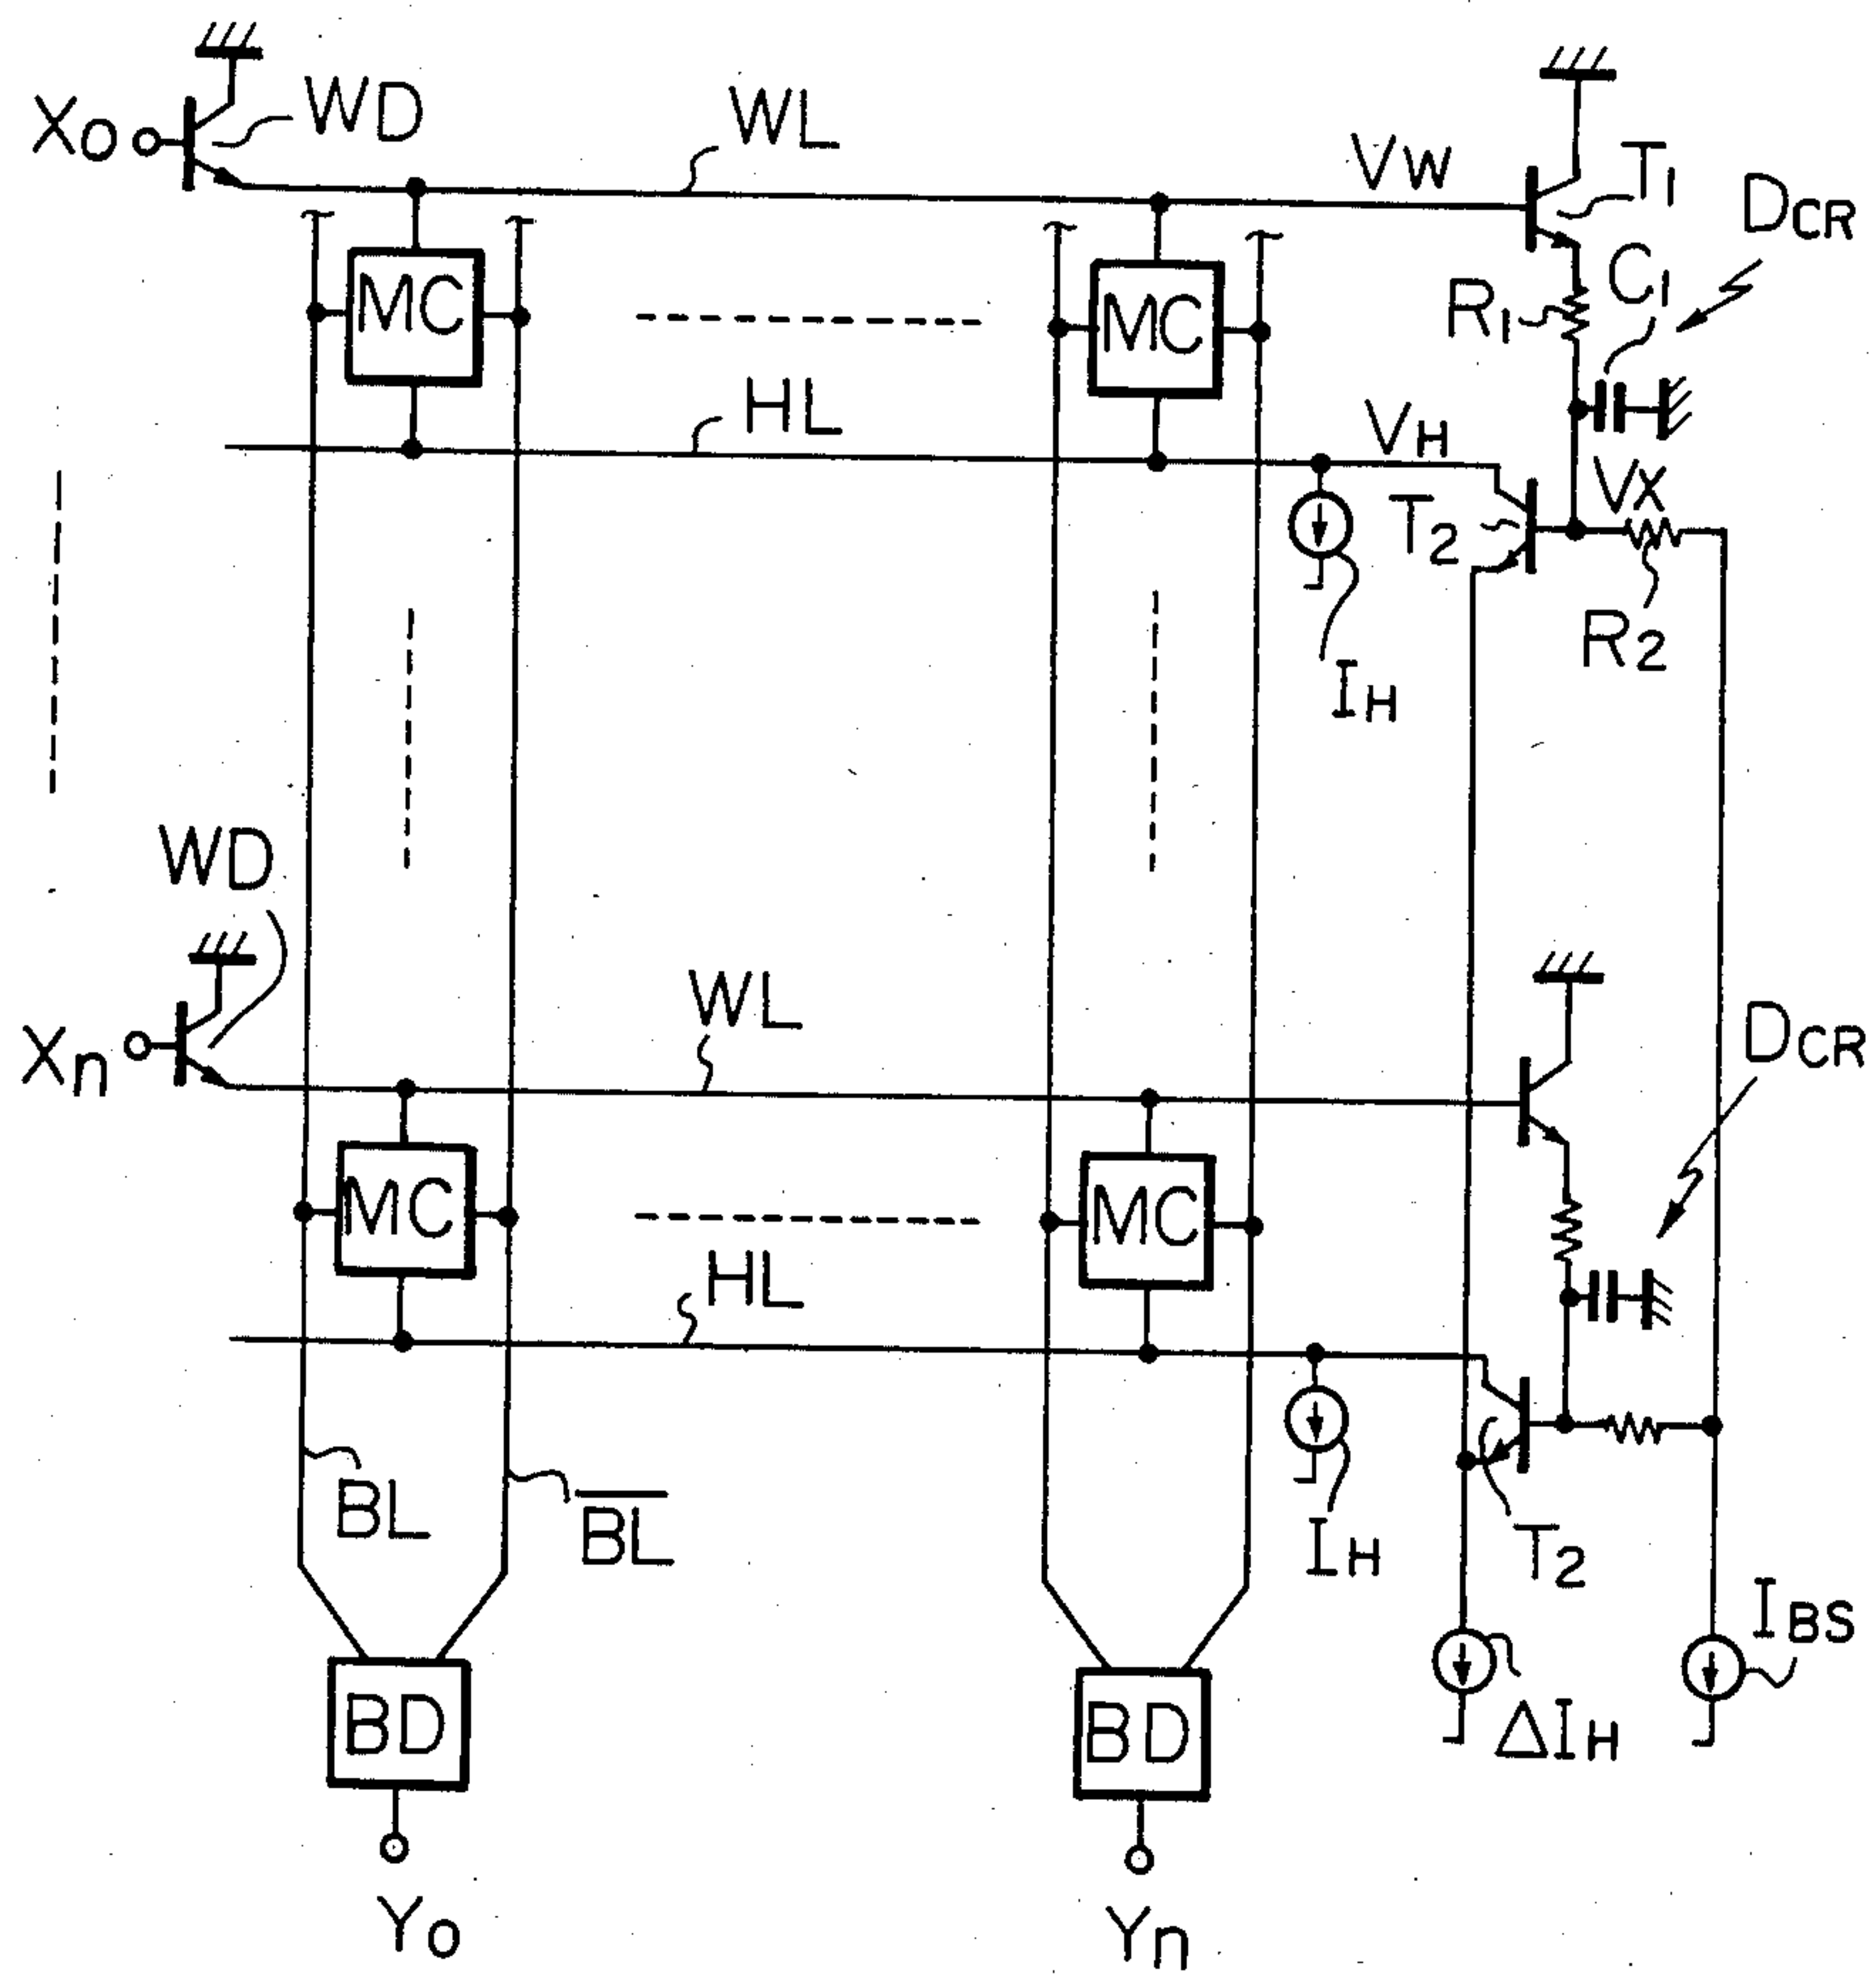 X0
WD
WL
VW
T1
DCR
MC
MC
R1
C1
HL
VH
VX
T2
R2
IH
WD
Xn
WL
DCR
MC
MC
HL
BL
B̅L̅
IH
T2
IBS
ΔIH
BD
BD
Y0
Yn